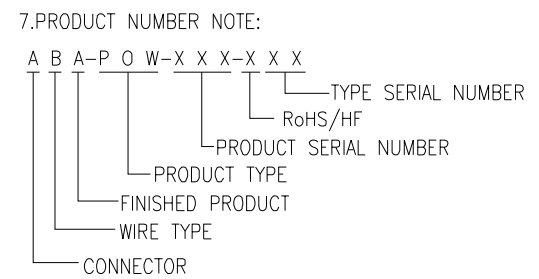 7.PRODUCT NUMBER NOTE:
A B A-P O W-X X X-X X X
TYPE SERIAL NUMBER
RoHS/HF
PRODUCT SERIAL NUMBER
PRODUCT TYPE
FINISHED PRODUCT
WIRE TYPE
CONNECTOR